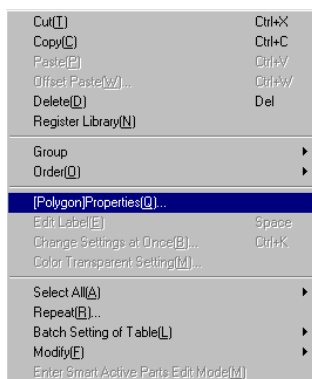 Cut(T) Ctrl+X
Copy(C) Ctrl+C
Paste(P) Ctrl+V
Offset Paste(W)... Ctrl+W
Delete(D) Del
Register Library(N)
Group
Order(O)
[Polygon]Properties(Q)...
Edit Label(E) Space
Change Settings at Once(B)... Ctrl+K
Color Transparent Setting(M)...
Select All(A)
Repeat(R)...
Batch Setting of Table(L)
Modify(F)
Enter Smart Active Parts Edit Mode(M)